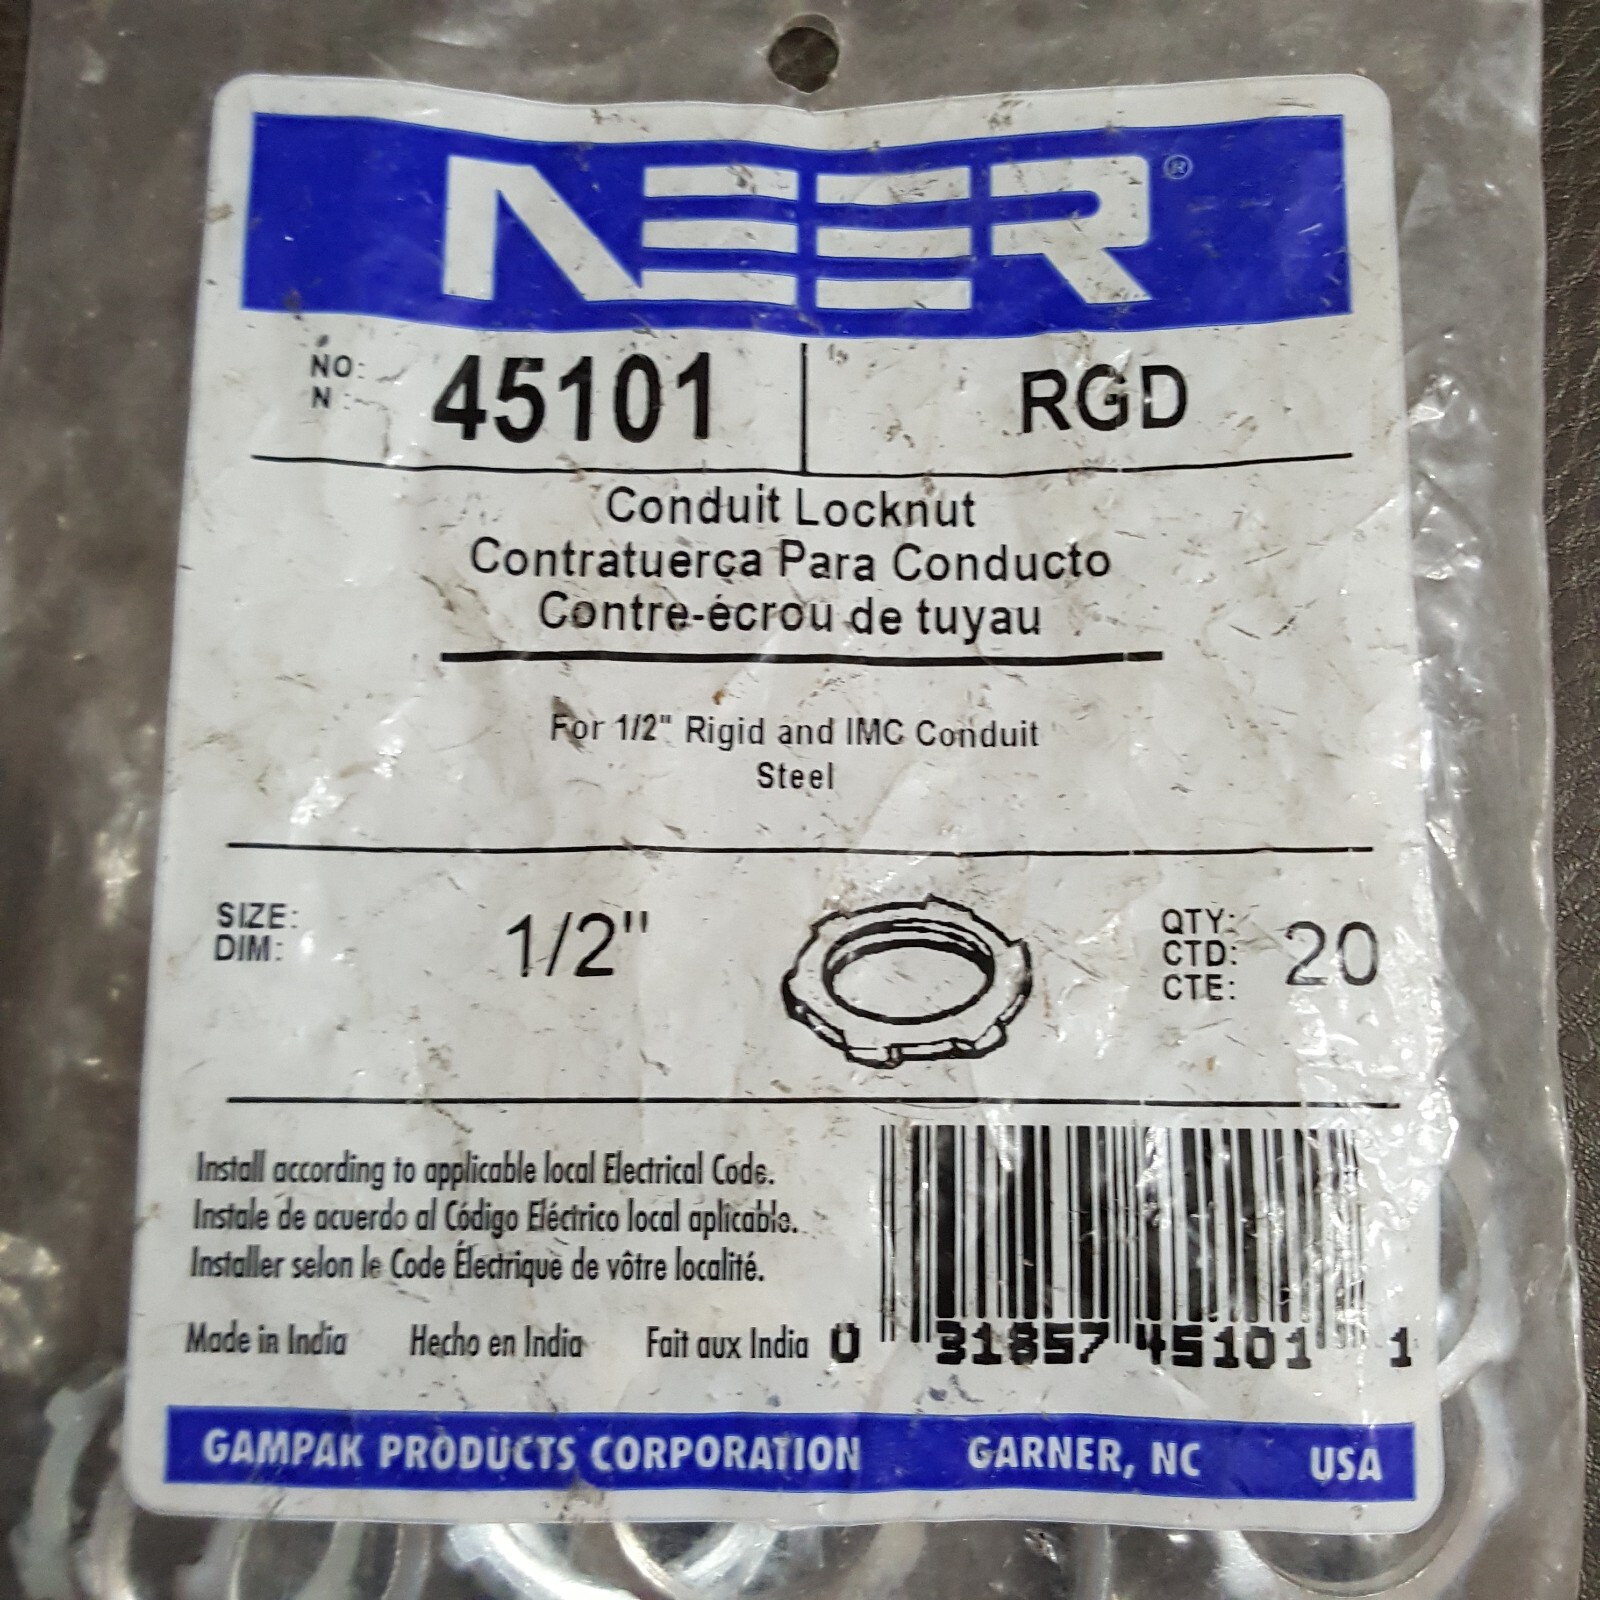 NEER®
NO: 45101 RGD
N :
Conduit Locknut
Contratuerca Para Conducto
Contre-écrou de tuyau
For 1/2" Rigid and IMC Conduit
Steel
SIZE: 1/2" QTY: 20
DIM: CTD:
CTE:
Install according to applicable local Electrical Code.
Instale de acuerdo al Código Eléctrico local aplicable.
Installer selon le Code Électrique de vôtre localité.
Made in India Hecho en India Fait aux India
0 31857 45101 1
GAMPAK PRODUCTS CORPORATION GARNER, NC USA